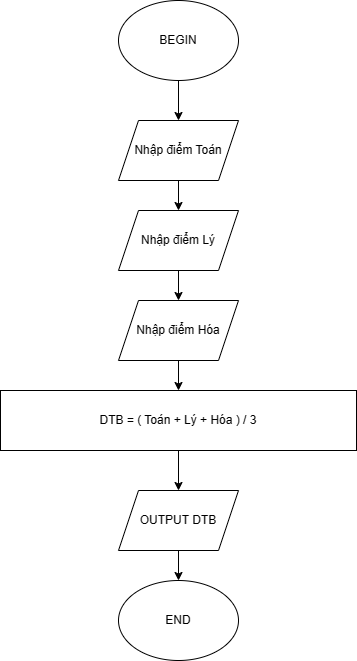 BEGIN
Nhập điểm Toán
Nhập điểm Lý
Nhập điểm Hóa
DTB = ( Toán + Lý + Hóa ) / 3
OUTPUT DTB
END